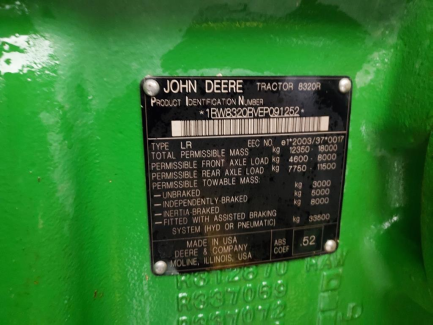 JOHN DEERE TRACTOR 8320R
PRODUCT IDENTIFICATION NUMBER
*1RW8320RVEP091252*
TYPE LR EEC NO e1*2003/37*0017
TOTAL PERMISSIBLE MASS kg 12350 - 18000
PERMISSIBLE FRONT AXLE LOAD kg 4600 - 8000
PERMISSIBLE REAR AXLE LOAD kg 7750 11500
PERMISSIBLE TOWABLE MASS:
-UNBRAKED kg 3000
-INDEPENDENTLY-BRAKED kg 5000
-INERTIA-BRAKED kg 8000
-FITTED WITH ASSISTED BRAKING kg 33500
SYSTEM (HYD OR PNEUMATIC)
MADE IN USA
DEERE & COMPANY
MOLINE, ILLINOIS, USA
ABS
COEF
.52